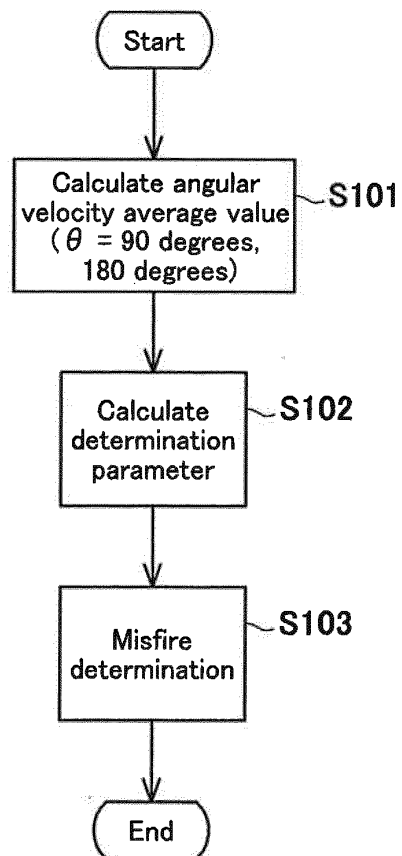 Start
Calculate angular
velocity average value
(θ = 90 degrees,
180 degrees)
S101
Calculate
determination
parameter
S102
Misfire
determination
S103
End